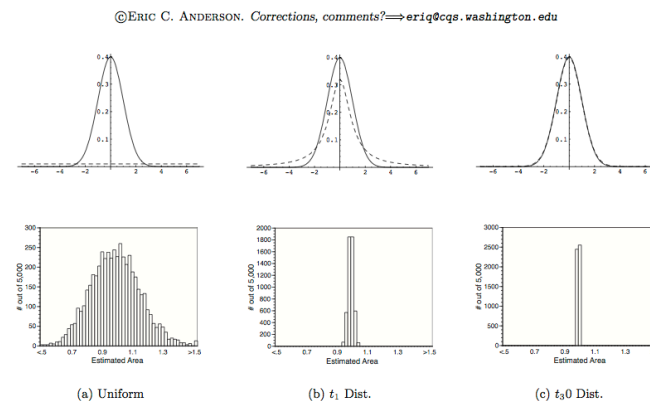 ©ERIC C. ANDERSON. Corrections, comments?⟹eriq@cqs.washington.edu
0.4 0.4 0.4
0.3 0.3 0.3
0.2 0.2 0.2
0.1 0.1 0.1
-6 -4 -2 2 4 6 -6 -4 -2 2 4 6 -6 -4 -2 2 4 6
300 2000 3000
250 1800 2500
200 1600 2000
150 1400 1500
100 1200 1000
50 1000 500
0 800 0
600
400
200
0
# out of 5,000 # out of 5,000 # out of 5,000
<.5 0.7 0.9 1.1 1.3 >1.5 <.5 0.7 0.9 1.1 1.3 >1.5 <.5 0.7 0.9 1.1 1.3 >1.5
Estimated Area Estimated Area Estimated Area
(a) Uniform (b) t₁ Dist. (c) t₃0 Dist.